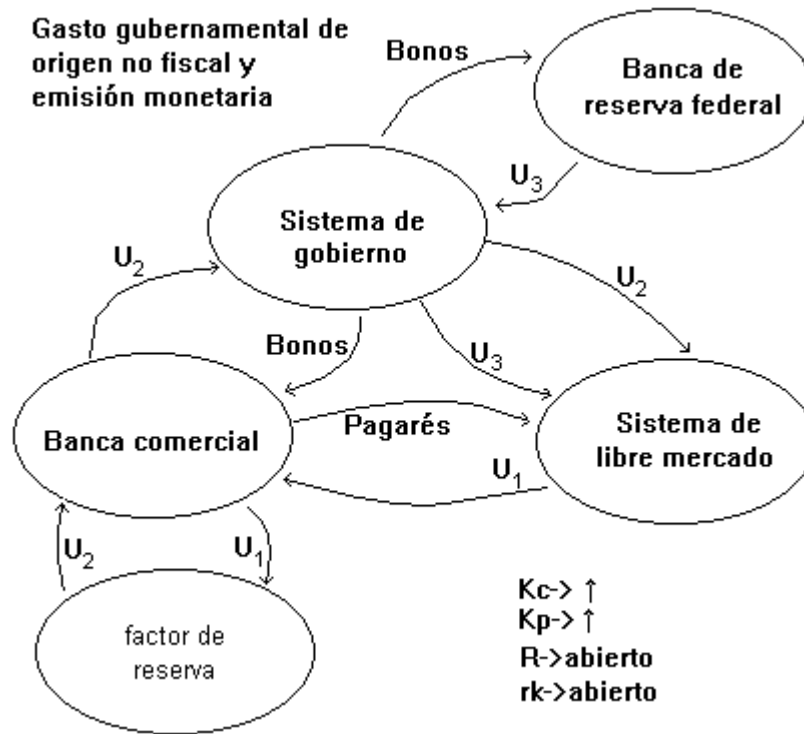 Gasto gubernamental de
origen no fiscal y
emisión monetaria
Bonos
Banca de
reserva federal
U₃
Sistema de
gobierno
U₂
U₂
Bonos
U₃
Banca comercial
Pagarés
Sistema de
libre mercado
U₁
U₂
U₁
factor de
reserva
Kc-> ↑
Kp-> ↑
R->abierto
rk->abierto